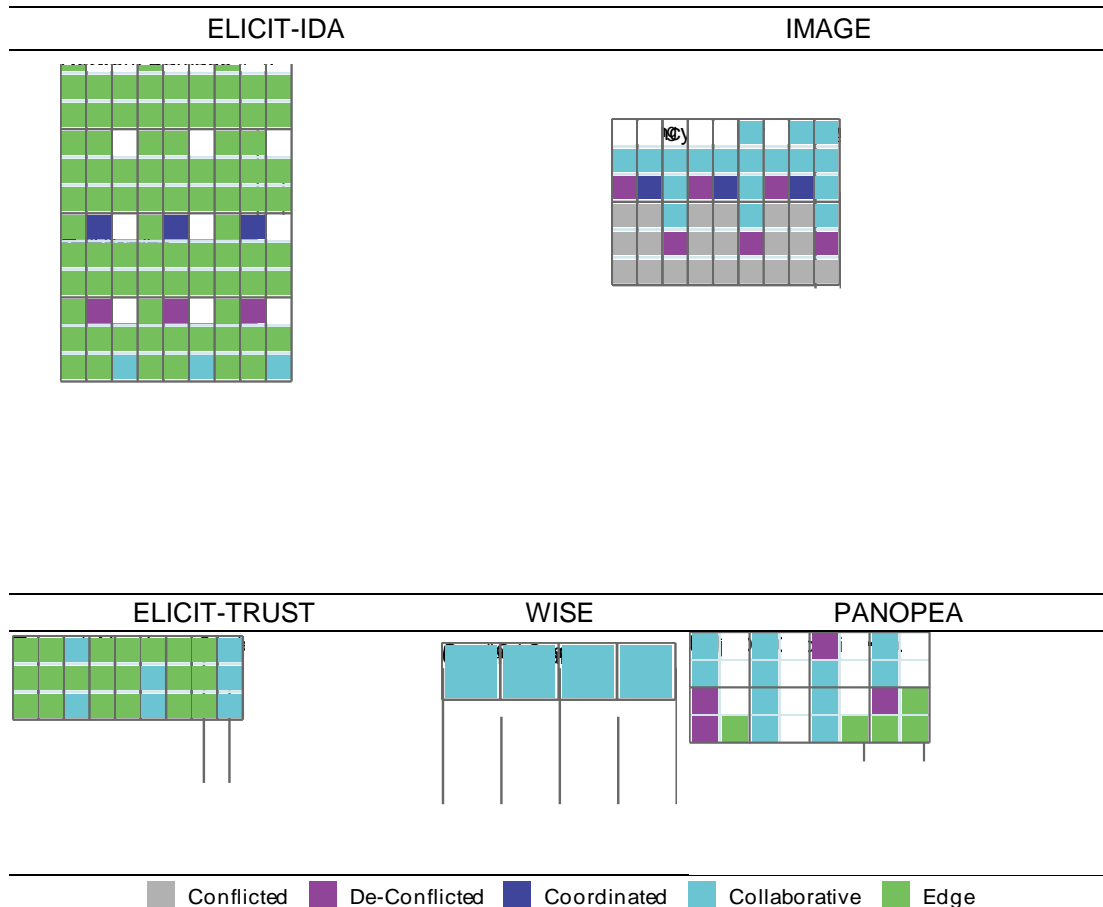 ELICIT-IDA IMAGE
ELICIT-TRUST WISE PANOPEA
Conflicted De-Conflicted Coordinated Collaborative Edge